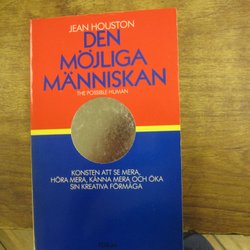 JEAN HOUSTON
DEN
MÖJLIGA
MÄNNISKAN
THE POSSIBLE HUMAN
KONSTEN ATT SE MERA,
HÖRA MERA, KÄNNA MERA OCH ÖKA
SIN KREATIVA FÖRMÅGA